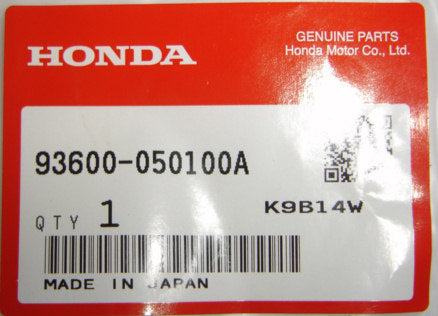 HONDA
GENUINE PARTS
Honda Motor Co., Ltd.
93600-050100A
QTY 1
K9B14W
MADE IN JAPAN